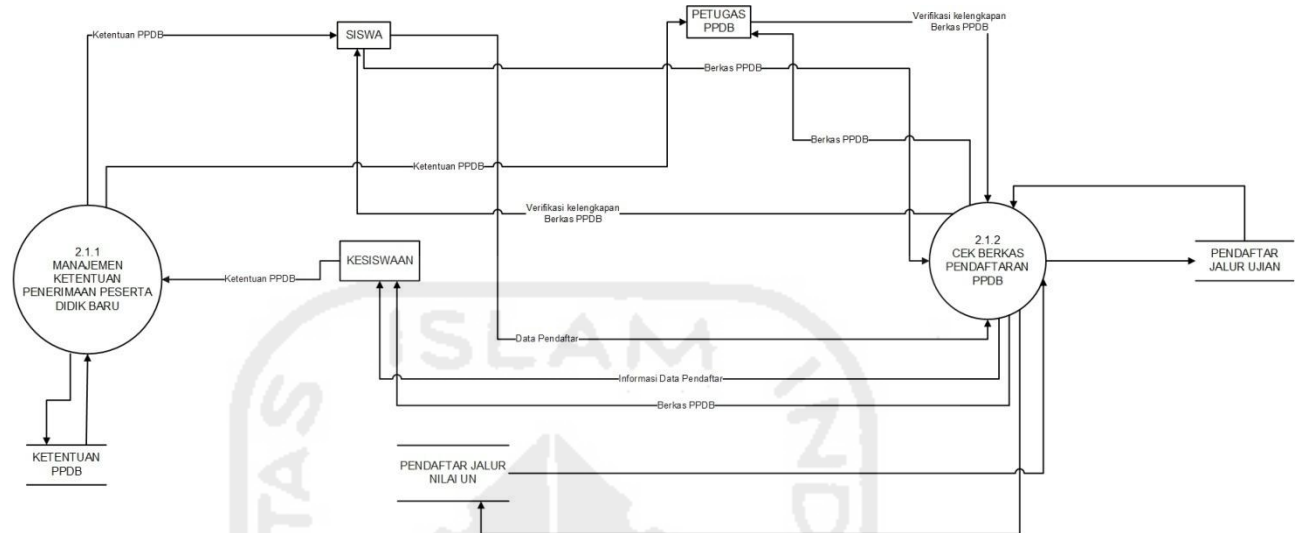 PETUGAS
PPDB
Verifikasi kelengkapan
Berkas PPDB
Ketentuan PPDB
SISWA
Berkas PPDB
Berkas PPDB
Ketentuan PPDB
Verifikasi kelengkapan
Berkas PPDB
2.1.1
MANAJEMEN
KETENTUAN
PENERIMAAN PESERTA
DIDIK BARU
Ketentuan PPDB
KESISWAAN
2.1.2
CEK BERKAS
PENDAFTARAN
PPDB
PENDAFTAR
JALUR UJIAN
Data Pendaftar
Informasi Data Pendaftar
Berkas PPDB
KETENTUAN
PPDB
PENDAFTAR JALUR
NILAI UN
ISLAM